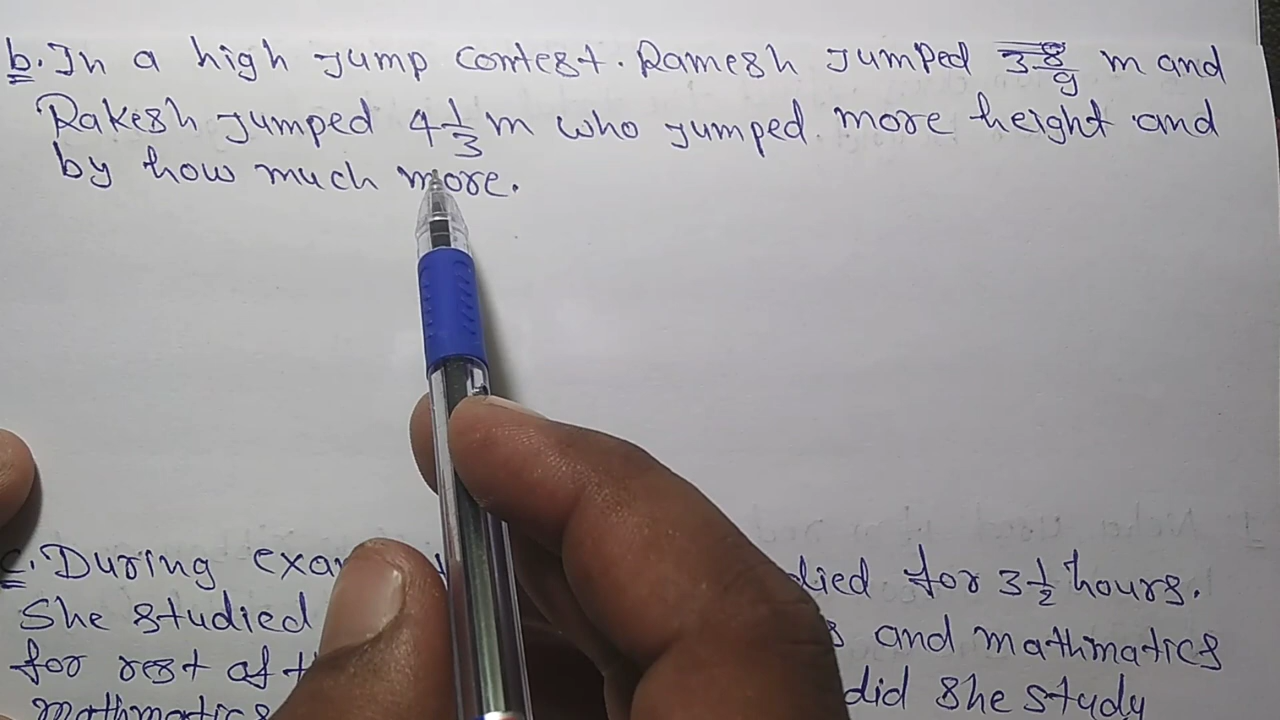 b. In a high jump contest. Ramesh jumped 3 8/9 m and
Rakesh jumped 4 1/3 m who jumped more height and
by how much more.
c. During died for 3 1/2 hours.
She studied and mathmatics
for rest of did she study
mathmatics